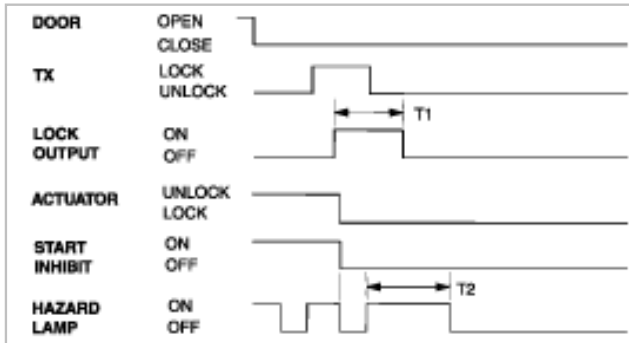 DOOR OPEN
CLOSE
TX LOCK
UNLOCK
T1
LOCK ON
OUTPUT OFF
ACTUATOR UNLOCK
LOCK
START ON
INHIBIT OFF
T2
HAZARD ON
LAMP OFF